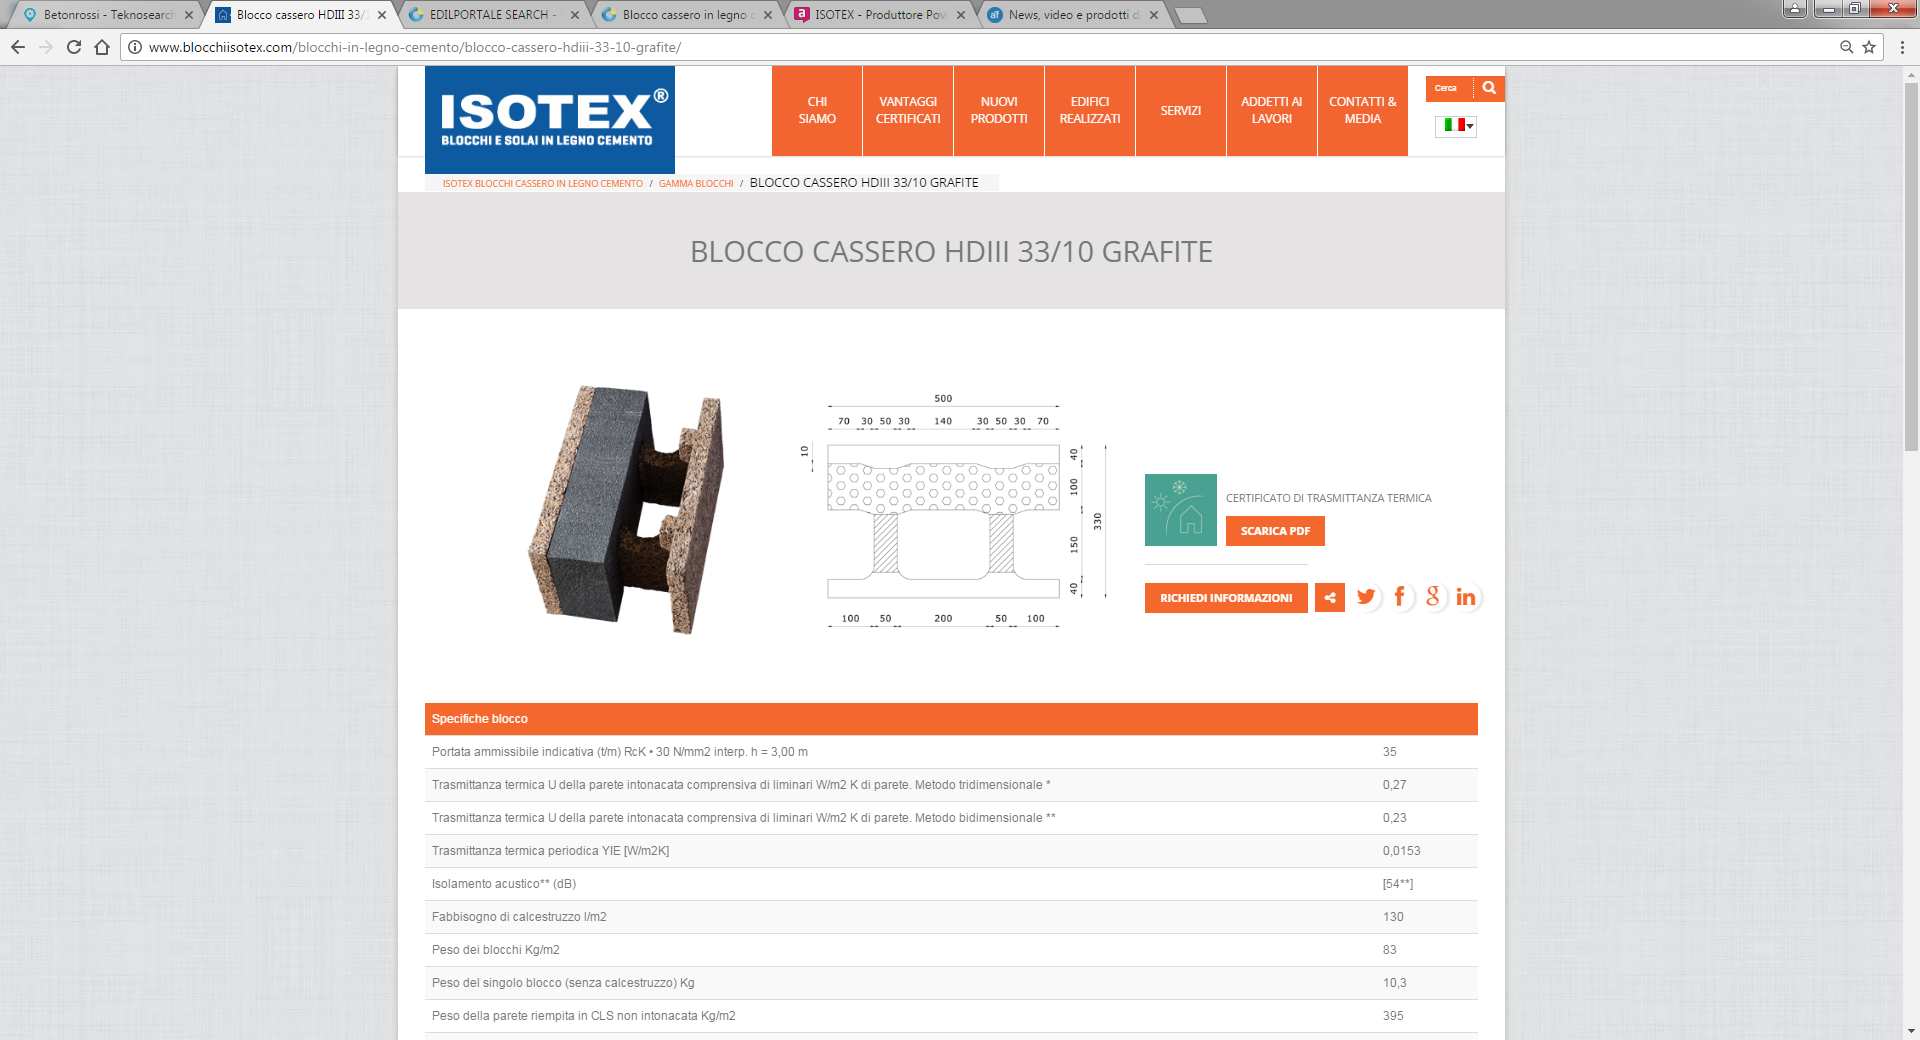 Betonrossi - Teknosearch
Blocco cassero HDIII 33/1
EDILPORTALE SEARCH -
Blocco cassero in legno c
ISOTEX - Produttore Pove
News, video e prodotti d
www.blocchiisotex.com/blocchi-in-legno-cemento/blocco-cassero-hdiii-33-10-grafite/
ISOTEX®
BLOCCHI E SOLAI IN LEGNO CEMENTO
CHI
SIAMO
VANTAGGI
CERTIFICATI
NUOVI
PRODOTTI
EDIFICI
REALIZZATI
SERVIZI
ADDETTI AI
LAVORI
CONTATTI &
MEDIA
Cerca
ISOTEX BLOCCHI CASSERO IN LEGNO CEMENTO / GAMMA BLOCCHI / BLOCCO CASSERO HDIII 33/10 GRAFITE
BLOCCO CASSERO HDIII 33/10 GRAFITE
500
70 30 50 30 140 30 50 30 70
10
40
100
330
150
40
100 50 200 50 100
CERTIFICATO DI TRASMITTANZA TERMICA
SCARICA PDF
RICHIEDI INFORMAZIONI
Specifiche blocco
Portata ammissibile indicativa (t/m) RcK • 30 N/mm2 interp. h = 3,00 m 35
Trasmittanza termica U della parete intonacata comprensiva di liminari W/m2 K di parete. Metodo tridimensionale * 0,27
Trasmittanza termica U della parete intonacata comprensiva di liminari W/m2 K di parete. Metodo bidimensionale ** 0,23
Trasmittanza termica periodica YIE [W/m2K] 0,0153
Isolamento acustico** (dB) [54**]
Fabbisogno di calcestruzzo l/m2 130
Peso dei blocchi Kg/m2 83
Peso del singolo blocco (senza calcestruzzo) Kg 10,3
Peso della parete riempita in CLS non intonacata Kg/m2 395